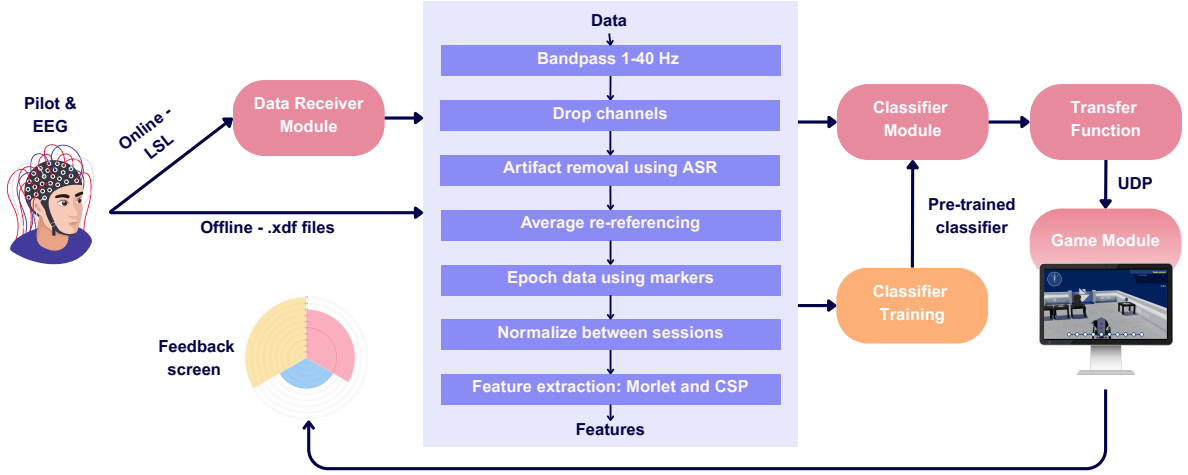 Data
Bandpass 1-40 Hz
Drop channels
Artifact removal using ASR
Average re-referencing
Epoch data using markers
Normalize between sessions
Feature extraction: Morlet and CSP
Features
Pilot &
EEG
Online -
LSL
Offline - .xdf files
Data Receiver
Module
Classifier
Module
Transfer
Function
UDP
Pre-trained
classifier
Game Module
Classifier
Training
Feedback
screen